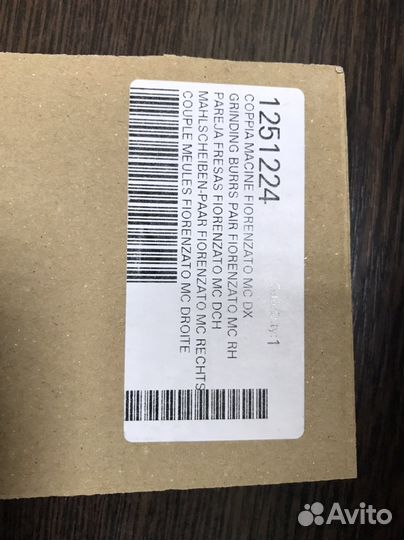 1251224
COPPIA MACINE FIORENZATO MC DX
GRINDING BURRS PAIR FIORENZATO MC RH
PAREJA FRESAS FIORENZATO MC DCH
MAHLSCHEIBEN-PAAR FIORENZATO MC RECHTS
COUPLE MEULES FIORENZATO MC DROITE
1
Avito